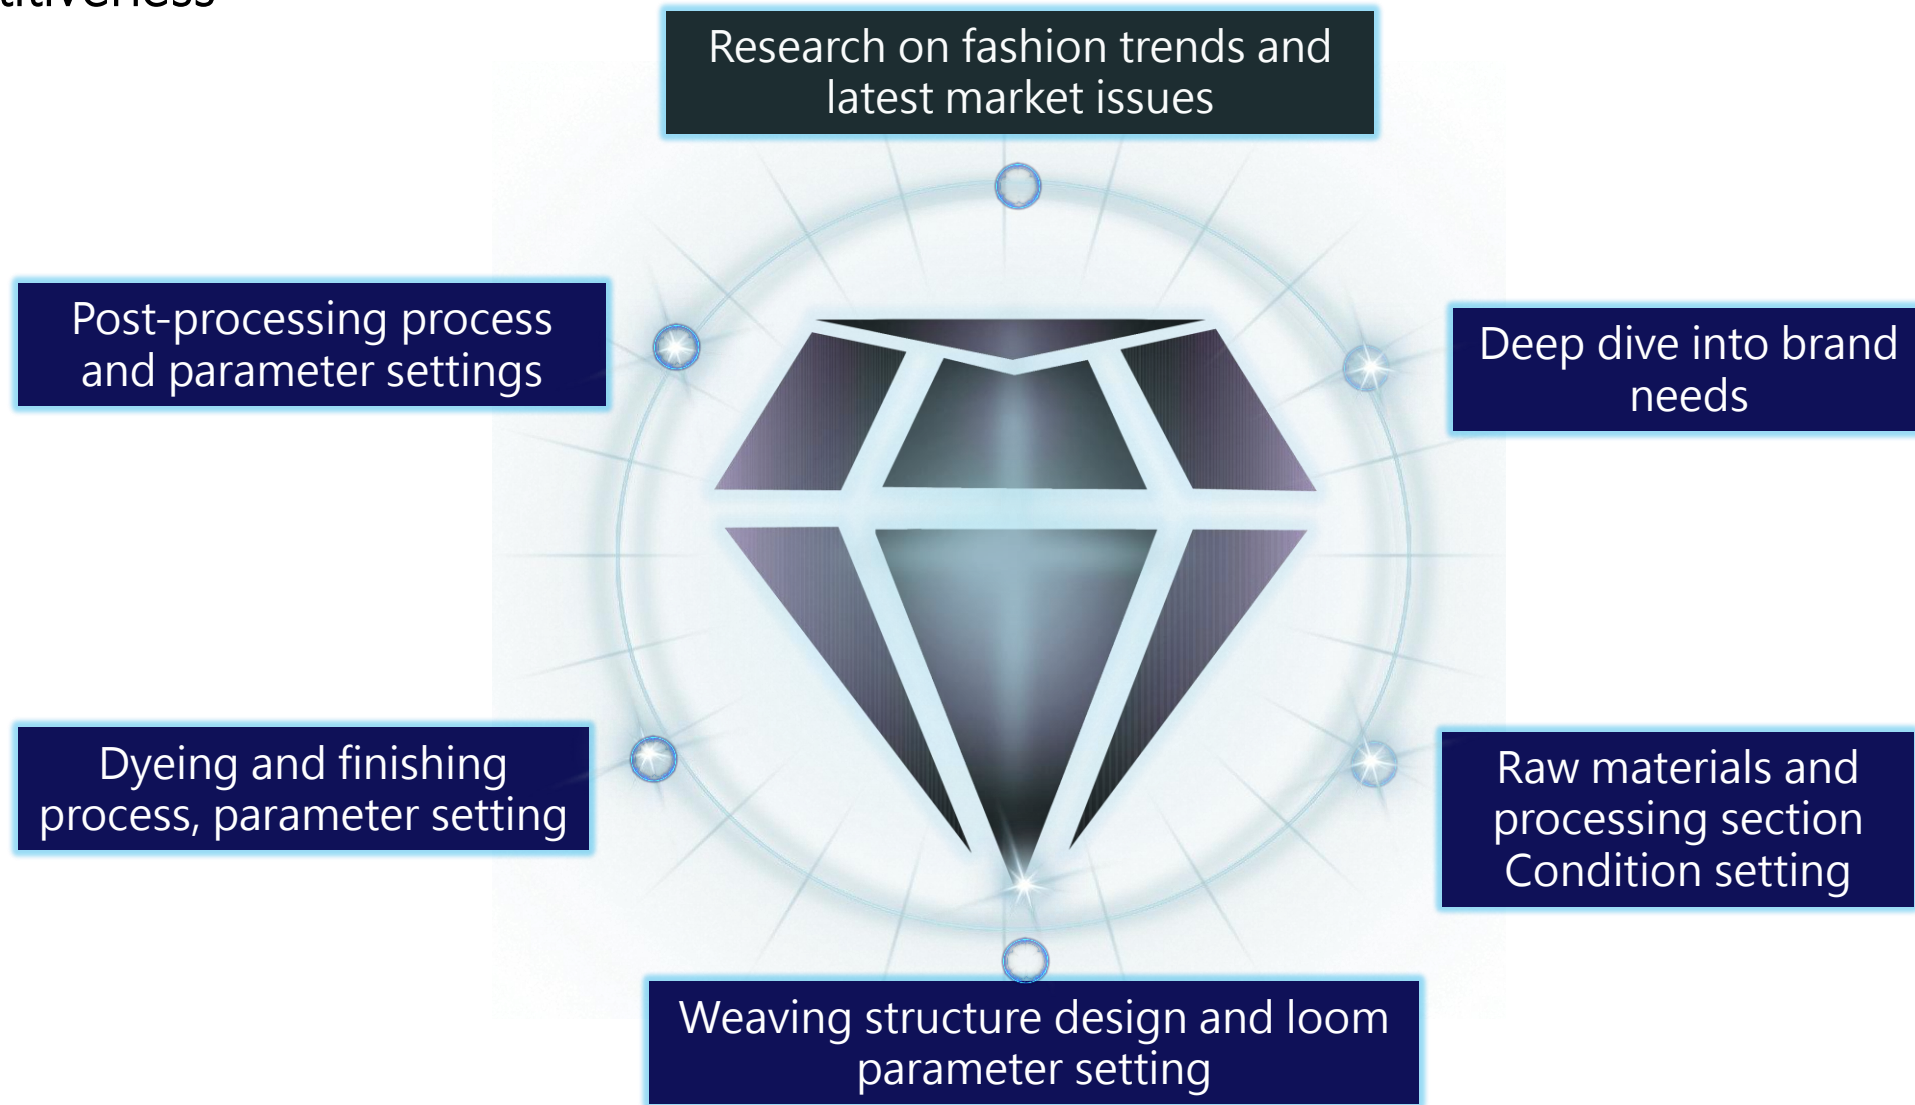 Research on fashion trends and
latest market issues
Post-processing process
and parameter settings
Deep dive into brand
needs
Dyeing and finishing
process, parameter setting
Raw materials and
processing section
Condition setting
Weaving structure design and loom
parameter setting